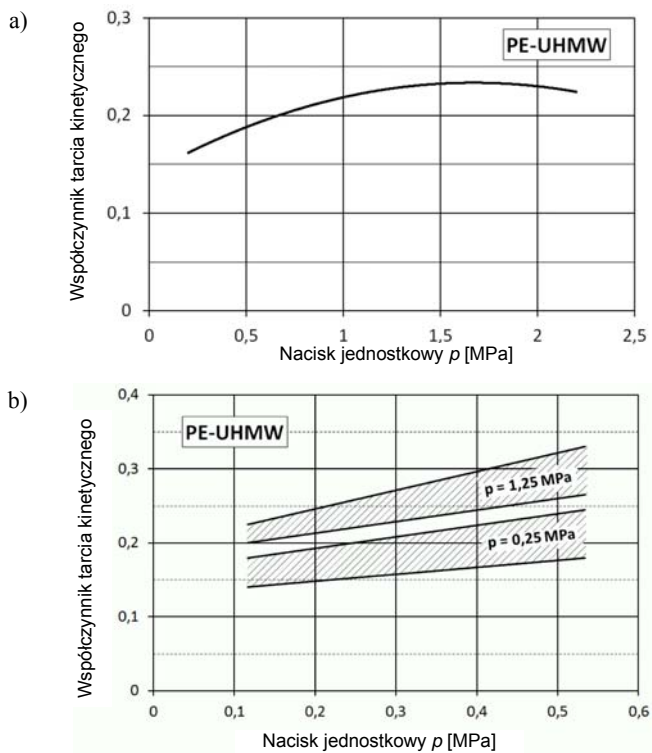 a)
Współczynnik tarcia kinetycznego
0,3
0,2
0,1
0
PE-UHMW
0
0,5
1
1,5
2
2,5
Nacisk jednostkowy p [MPa]
b)
Współczynnik tarcia kinetycznego
0,4
0,3
0,2
0,1
0
PE-UHMW
p = 1,25 MPa
p = 0,25 MPa
0
0,1
0,2
0,3
0,4
0,5
0,6
Nacisk jednostkowy p [MPa]